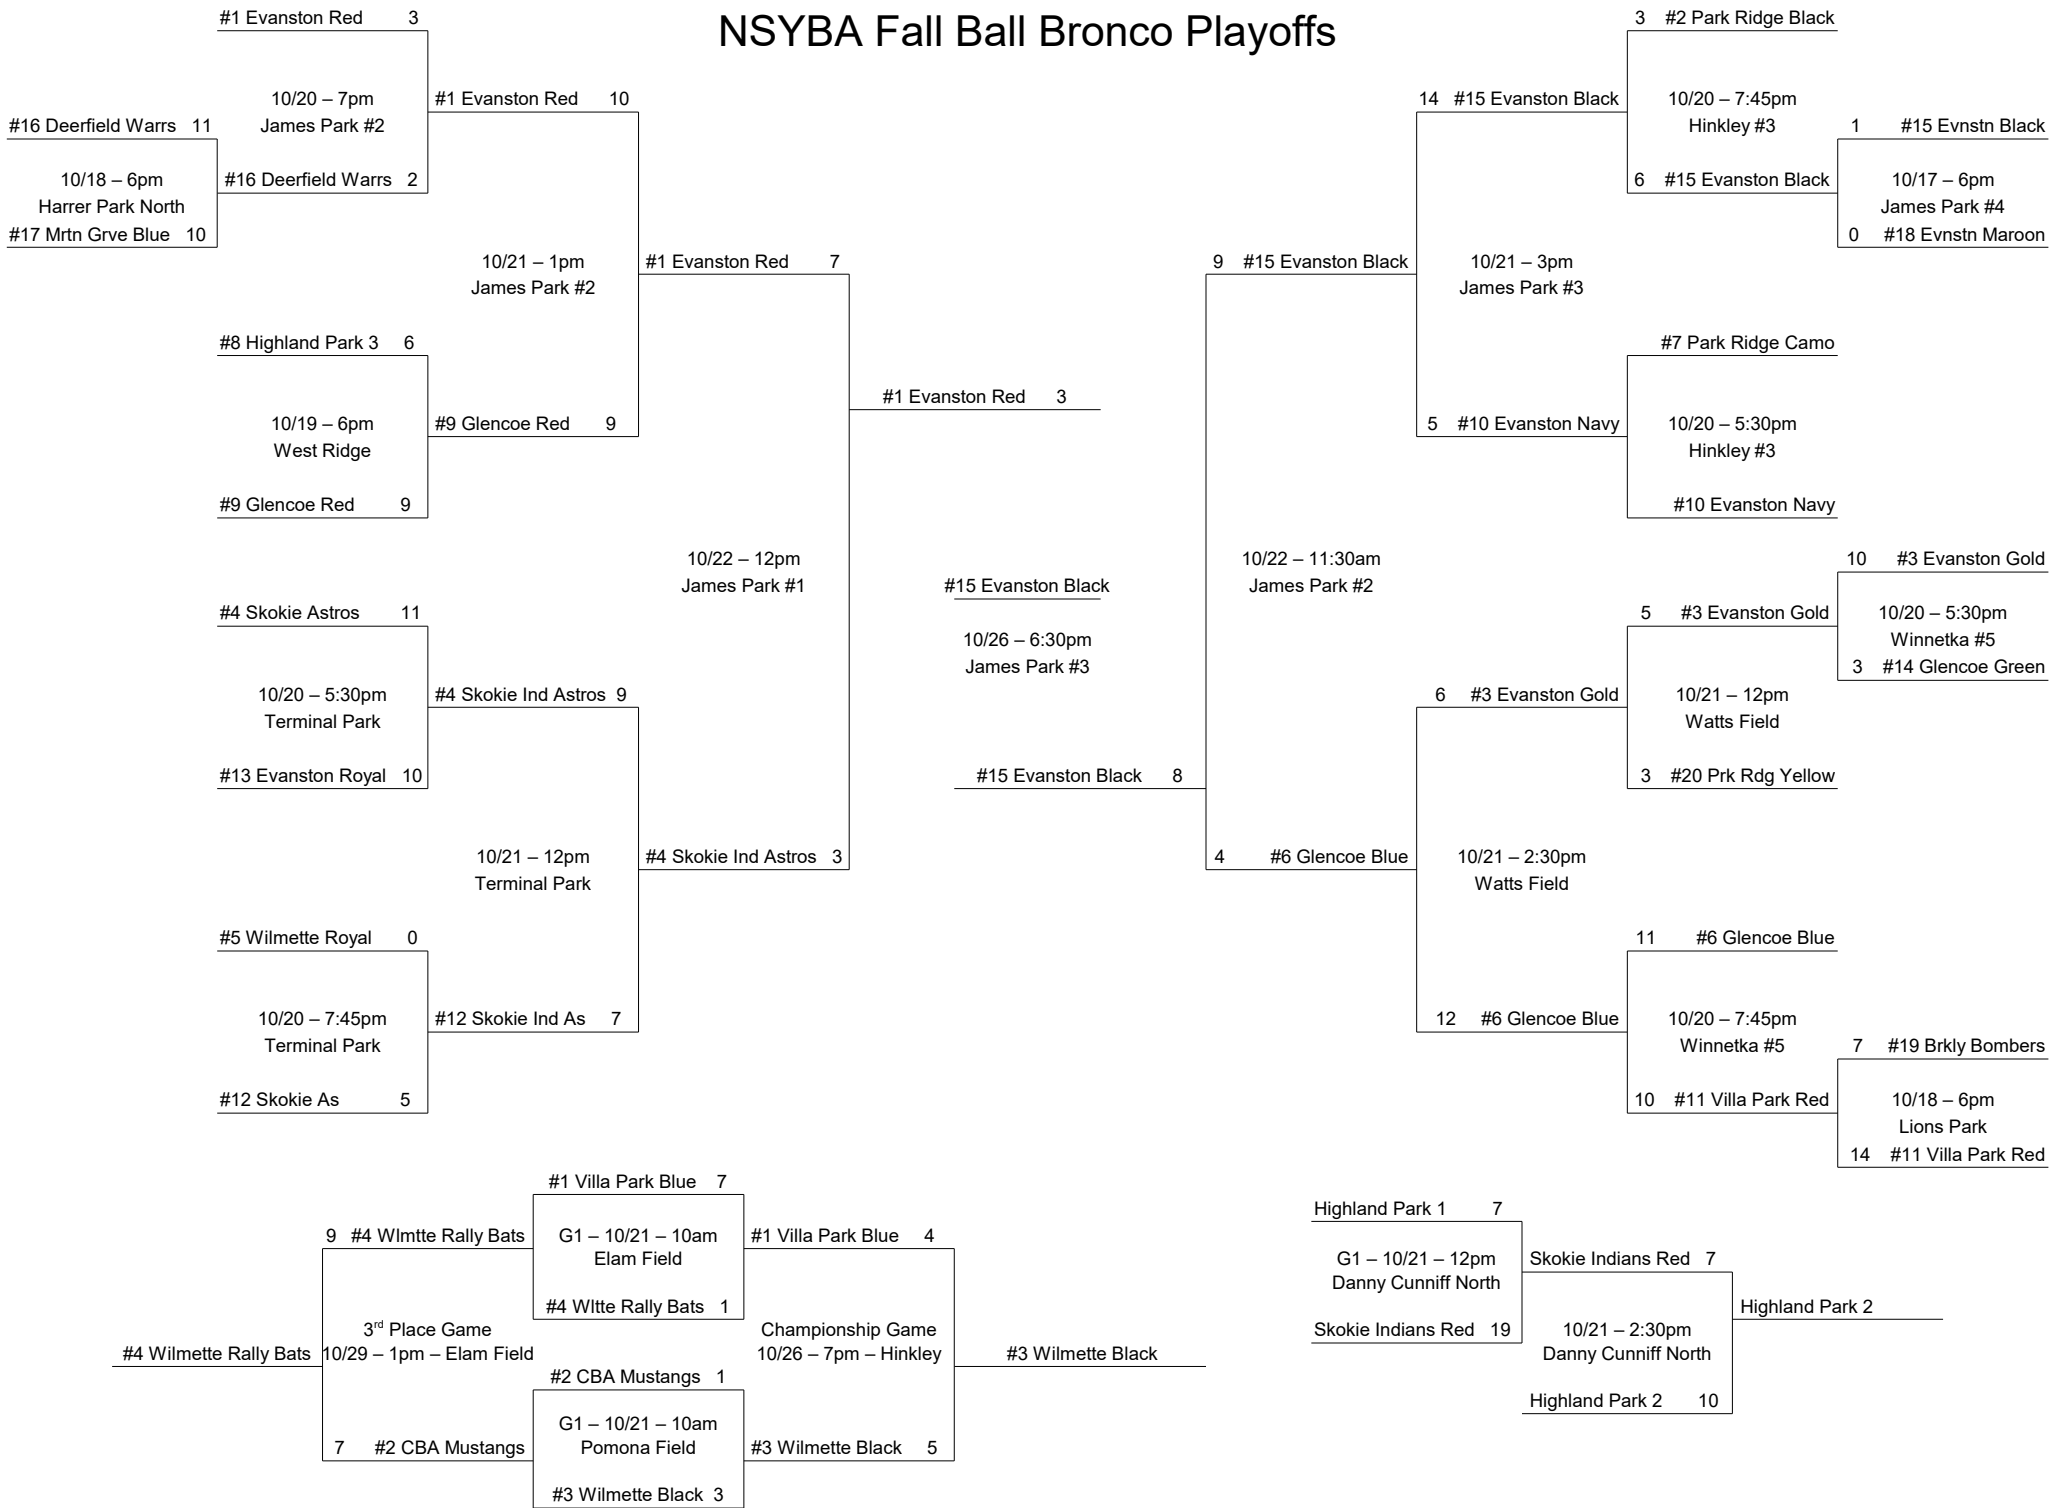 NSYBA Fall Ball Bronco Playoffs
#1 Evanston Red 3
10/20 – 7pm
James Park #2
#16 Deerfield Warrs 11
10/18 – 6pm
Harrer Park North
#17 Mrtn Grve Blue 10
#16 Deerfield Warrs 2
#1 Evanston Red 10
10/21 – 1pm
James Park #2
#8 Highland Park 3 6
10/19 – 6pm
West Ridge
#9 Glencoe Red 9
#9 Glencoe Red 9
#1 Evanston Red 7
10/22 – 12pm
James Park #1
#4 Skokie Astros 11
10/20 – 5:30pm
Terminal Park
#13 Evanston Royal 10
#4 Skokie Ind Astros 9
10/21 – 12pm
Terminal Park
#4 Skokie Ind Astros 3
#5 Wilmette Royal 0
10/20 – 7:45pm
Terminal Park
#12 Skokie As 5
#12 Skokie Ind As 7
#1 Evanston Red 3
#15 Evanston Black
10/26 – 6:30pm
James Park #3
#15 Evanston Black 8
3 #2 Park Ridge Black
10/20 – 7:45pm
Hinkley #3
6 #15 Evanston Black
1 #15 Evnstn Black
10/17 – 6pm
James Park #4
0 #18 Evnstn Maroon
14 #15 Evanston Black
10/21 – 3pm
James Park #3
5 #10 Evanston Navy
#7 Park Ridge Camo
10/20 – 5:30pm
Hinkley #3
#10 Evanston Navy
9 #15 Evanston Black
10/22 – 11:30am
James Park #2
4 #6 Glencoe Blue
10 #3 Evanston Gold
10/20 – 5:30pm
Winnetka #5
3 #14 Glencoe Green
5 #3 Evanston Gold
10/21 – 12pm
Watts Field
3 #20 Prk Rdg Yellow
6 #3 Evanston Gold
10/21 – 2:30pm
Watts Field
12 #6 Glencoe Blue
11 #6 Glencoe Blue
10/20 – 7:45pm
Winnetka #5
10 #11 Villa Park Red
7 #19 Brkly Bombers
10/18 – 6pm
Lions Park
14 #11 Villa Park Red
#1 Villa Park Blue 7
G1 – 10/21 – 10am
Elam Field
#4 Wltte Rally Bats 1
9 #4 Wlmtte Rally Bats
3rd Place Game
10/29 – 1pm – Elam Field
#4 Wilmette Rally Bats
7 #2 CBA Mustangs
#2 CBA Mustangs 1
G1 – 10/21 – 10am
Pomona Field
#3 Wilmette Black 3
#1 Villa Park Blue 4
Championship Game
10/26 – 7pm – Hinkley
#3 Wilmette Black 5
#3 Wilmette Black
Highland Park 1 7
G1 – 10/21 – 12pm
Danny Cunniff North
Skokie Indians Red 19
Skokie Indians Red 7
10/21 – 2:30pm
Danny Cunniff North
Highland Park 2 10
Highland Park 2